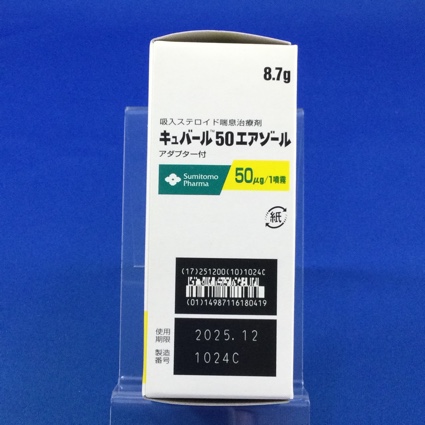 8.7g
吸入ステロイド喘息治療剤
キュバール™50エアゾール
アダプター付
Sumitomo
Pharma
50μg/1噴霧
紙
(17)251200(10)1024C
(01)14987116180419
使用
期限
2025.12
製造
番号
1024C